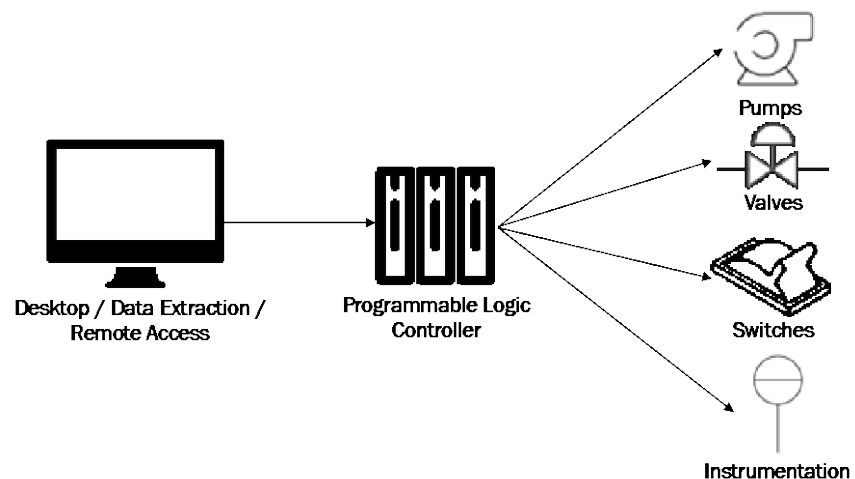 Pumps
Valves
Desktop / Data Extraction /
Remote Access
Programmable Logic
Controller
Switches
Instrumentation